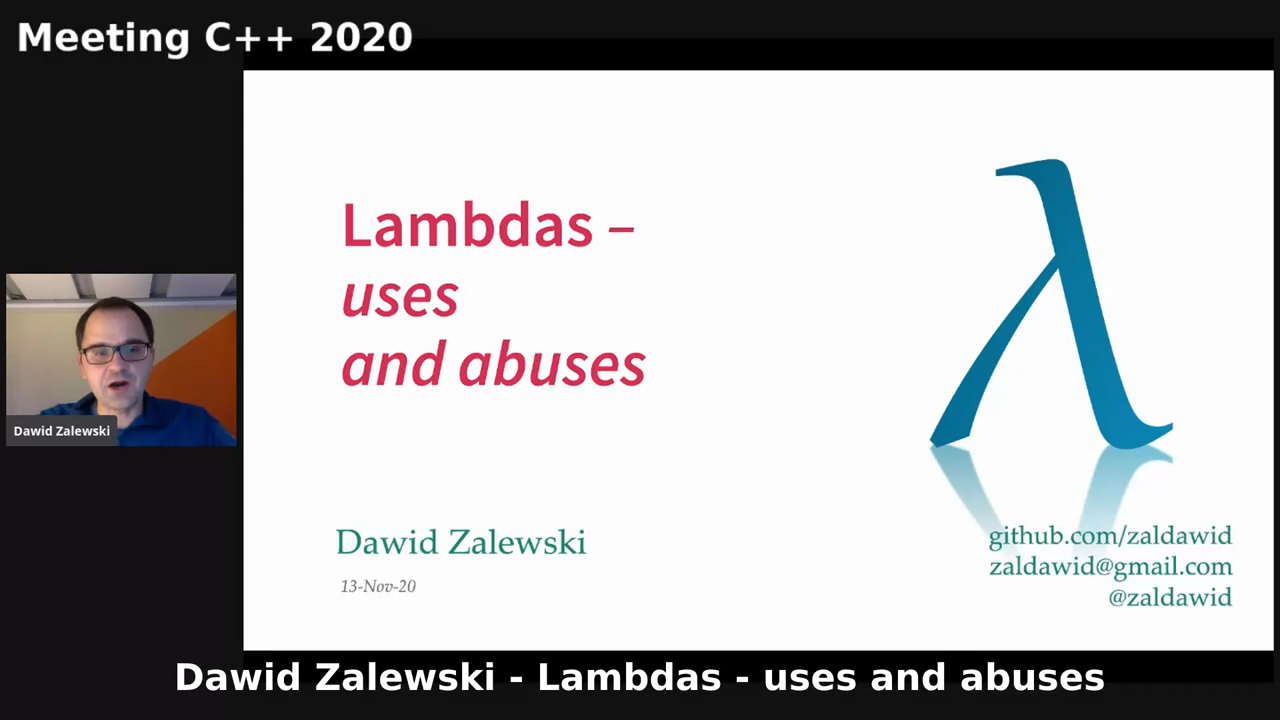 Meeting C++ 2020
Lambdas –
uses
and abuses
λ
Dawid Zalewski
Dawid Zalewski
13-Nov-20
github.com/zaldawid
zaldawid@gmail.com
@zaldawid
Dawid Zalewski - Lambdas - uses and abuses